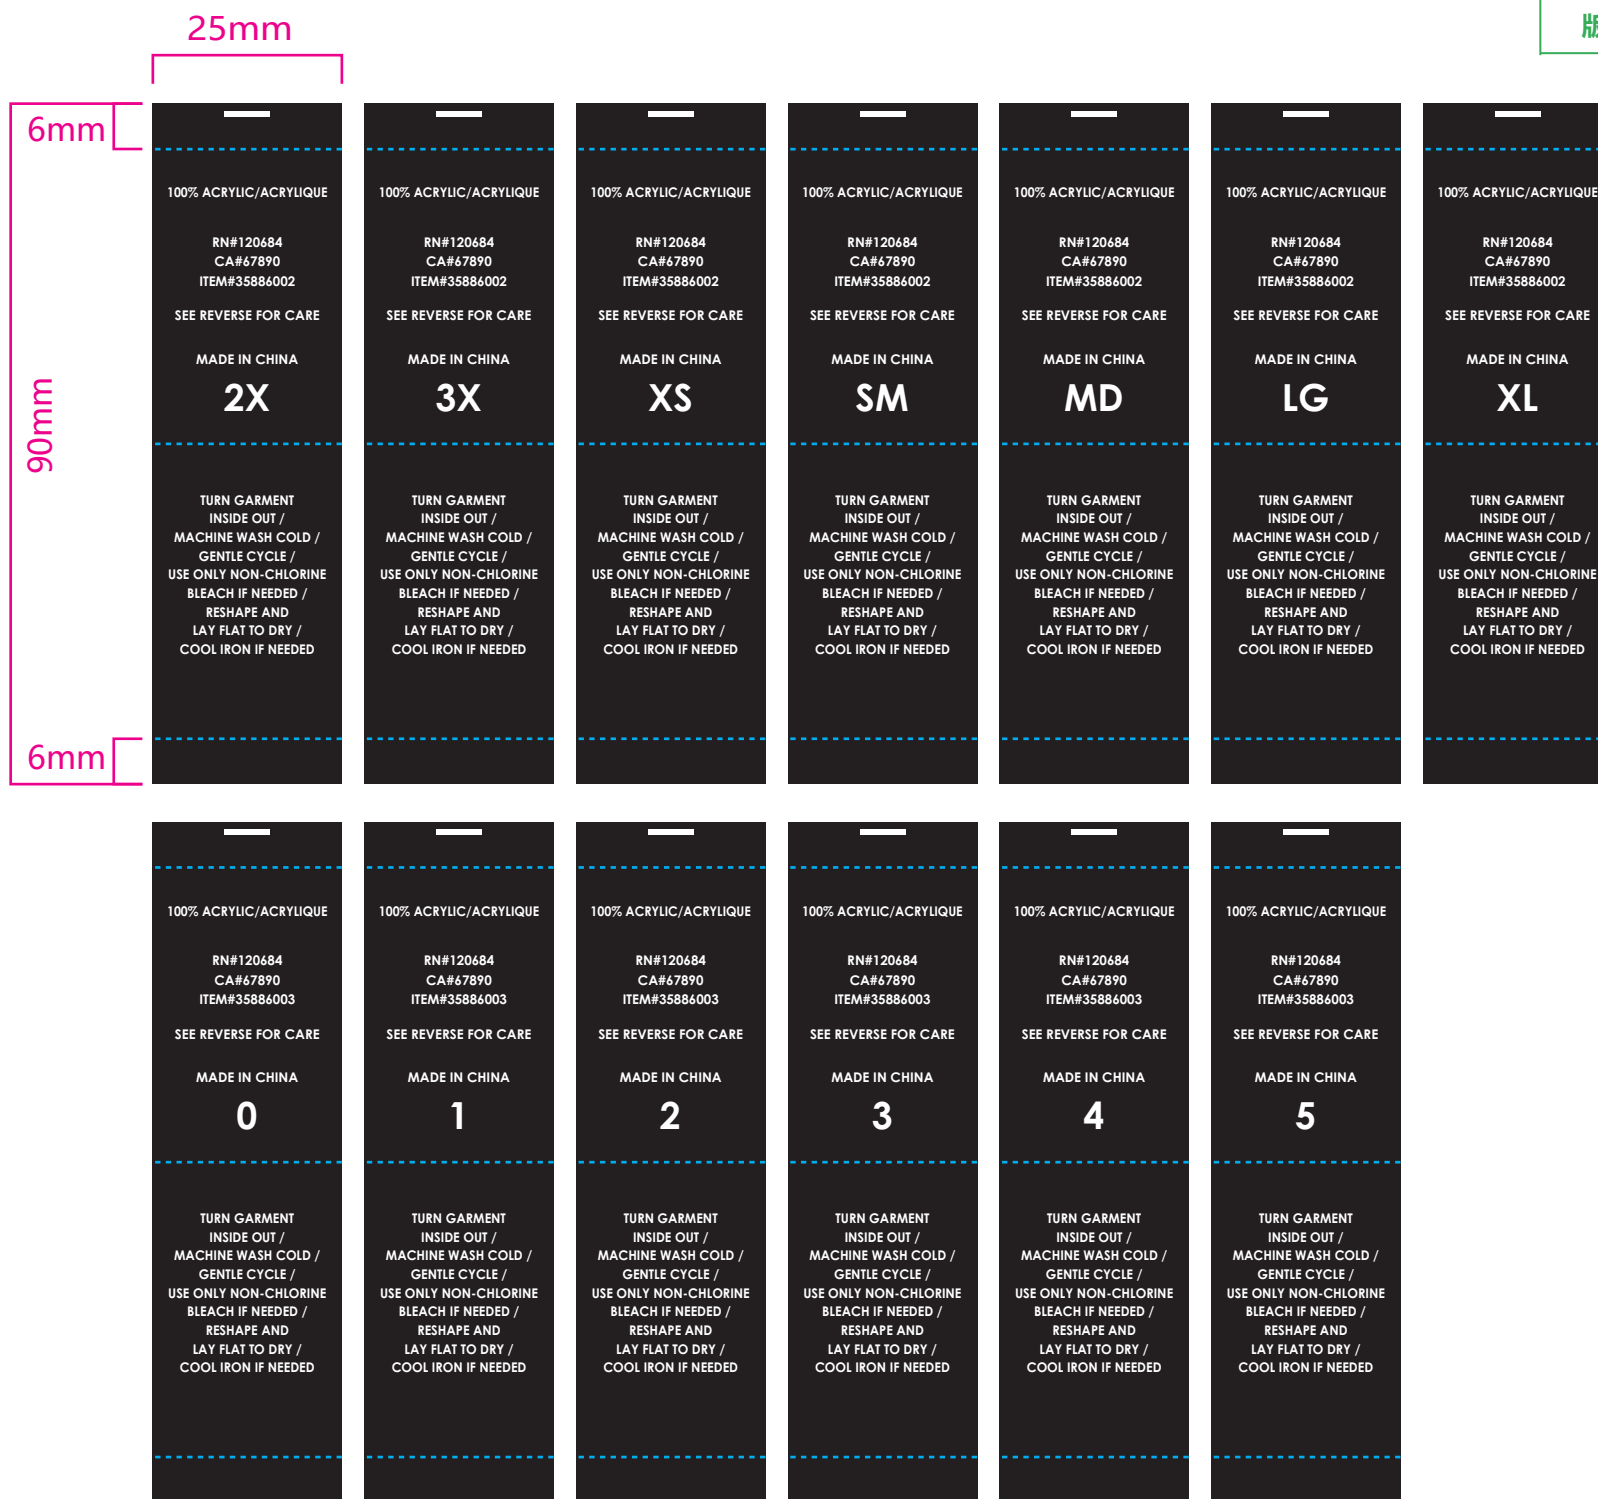 25mm
版
6mm
90mm
6mm
100% ACRYLIC/ACRYLIQUE
RN#120684
CA#67890
ITEM#35886002
SEE REVERSE FOR CARE
MADE IN CHINA
2X
TURN GARMENT
INSIDE OUT /
MACHINE WASH COLD /
GENTLE CYCLE /
USE ONLY NON-CHLORINE
BLEACH IF NEEDED /
RESHAPE AND
LAY FLAT TO DRY /
COOL IRON IF NEEDED
100% ACRYLIC/ACRYLIQUE
RN#120684
CA#67890
ITEM#35886002
SEE REVERSE FOR CARE
MADE IN CHINA
3X
TURN GARMENT
INSIDE OUT /
MACHINE WASH COLD /
GENTLE CYCLE /
USE ONLY NON-CHLORINE
BLEACH IF NEEDED /
RESHAPE AND
LAY FLAT TO DRY /
COOL IRON IF NEEDED
100% ACRYLIC/ACRYLIQUE
RN#120684
CA#67890
ITEM#35886002
SEE REVERSE FOR CARE
MADE IN CHINA
XS
TURN GARMENT
INSIDE OUT /
MACHINE WASH COLD /
GENTLE CYCLE /
USE ONLY NON-CHLORINE
BLEACH IF NEEDED /
RESHAPE AND
LAY FLAT TO DRY /
COOL IRON IF NEEDED
100% ACRYLIC/ACRYLIQUE
RN#120684
CA#67890
ITEM#35886002
SEE REVERSE FOR CARE
MADE IN CHINA
SM
TURN GARMENT
INSIDE OUT /
MACHINE WASH COLD /
GENTLE CYCLE /
USE ONLY NON-CHLORINE
BLEACH IF NEEDED /
RESHAPE AND
LAY FLAT TO DRY /
COOL IRON IF NEEDED
100% ACRYLIC/ACRYLIQUE
RN#120684
CA#67890
ITEM#35886002
SEE REVERSE FOR CARE
MADE IN CHINA
MD
TURN GARMENT
INSIDE OUT /
MACHINE WASH COLD /
GENTLE CYCLE /
USE ONLY NON-CHLORINE
BLEACH IF NEEDED /
RESHAPE AND
LAY FLAT TO DRY /
COOL IRON IF NEEDED
100% ACRYLIC/ACRYLIQUE
RN#120684
CA#67890
ITEM#35886002
SEE REVERSE FOR CARE
MADE IN CHINA
LG
TURN GARMENT
INSIDE OUT /
MACHINE WASH COLD /
GENTLE CYCLE /
USE ONLY NON-CHLORINE
BLEACH IF NEEDED /
RESHAPE AND
LAY FLAT TO DRY /
COOL IRON IF NEEDED
100% ACRYLIC/ACRYLIQUE
RN#120684
CA#67890
ITEM#35886002
SEE REVERSE FOR CARE
MADE IN CHINA
XL
TURN GARMENT
INSIDE OUT /
MACHINE WASH COLD /
GENTLE CYCLE /
USE ONLY NON-CHLORINE
BLEACH IF NEEDED /
RESHAPE AND
LAY FLAT TO DRY /
COOL IRON IF NEEDED
100% ACRYLIC/ACRYLIQUE
RN#120684
CA#67890
ITEM#35886003
SEE REVERSE FOR CARE
MADE IN CHINA
0
TURN GARMENT
INSIDE OUT /
MACHINE WASH COLD /
GENTLE CYCLE /
USE ONLY NON-CHLORINE
BLEACH IF NEEDED /
RESHAPE AND
LAY FLAT TO DRY /
COOL IRON IF NEEDED
100% ACRYLIC/ACRYLIQUE
RN#120684
CA#67890
ITEM#35886003
SEE REVERSE FOR CARE
MADE IN CHINA
1
TURN GARMENT
INSIDE OUT /
MACHINE WASH COLD /
GENTLE CYCLE /
USE ONLY NON-CHLORINE
BLEACH IF NEEDED /
RESHAPE AND
LAY FLAT TO DRY /
COOL IRON IF NEEDED
100% ACRYLIC/ACRYLIQUE
RN#120684
CA#67890
ITEM#35886003
SEE REVERSE FOR CARE
MADE IN CHINA
2
TURN GARMENT
INSIDE OUT /
MACHINE WASH COLD /
GENTLE CYCLE /
USE ONLY NON-CHLORINE
BLEACH IF NEEDED /
RESHAPE AND
LAY FLAT TO DRY /
COOL IRON IF NEEDED
100% ACRYLIC/ACRYLIQUE
RN#120684
CA#67890
ITEM#35886003
SEE REVERSE FOR CARE
MADE IN CHINA
3
TURN GARMENT
INSIDE OUT /
MACHINE WASH COLD /
GENTLE CYCLE /
USE ONLY NON-CHLORINE
BLEACH IF NEEDED /
RESHAPE AND
LAY FLAT TO DRY /
COOL IRON IF NEEDED
100% ACRYLIC/ACRYLIQUE
RN#120684
CA#67890
ITEM#35886003
SEE REVERSE FOR CARE
MADE IN CHINA
4
TURN GARMENT
INSIDE OUT /
MACHINE WASH COLD /
GENTLE CYCLE /
USE ONLY NON-CHLORINE
BLEACH IF NEEDED /
RESHAPE AND
LAY FLAT TO DRY /
COOL IRON IF NEEDED
100% ACRYLIC/ACRYLIQUE
RN#120684
CA#67890
ITEM#35886003
SEE REVERSE FOR CARE
MADE IN CHINA
5
TURN GARMENT
INSIDE OUT /
MACHINE WASH COLD /
GENTLE CYCLE /
USE ONLY NON-CHLORINE
BLEACH IF NEEDED /
RESHAPE AND
LAY FLAT TO DRY /
COOL IRON IF NEEDED